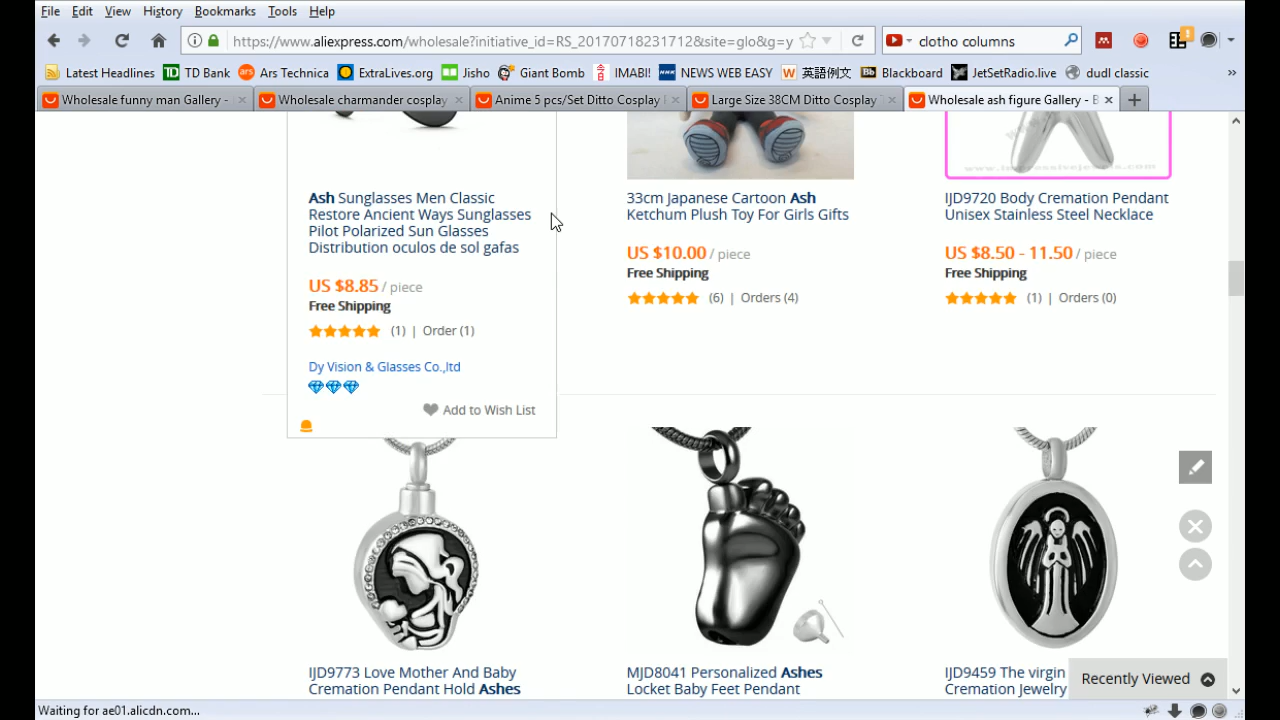 File Edit View History Bookmarks Tools Help
https://www.aliexpress.com/wholesale?initiative_id=RS_20170718231712&site=glo&g=y
clotho columns
Latest Headlines TD Bank Ars Technica ExtraLives.org Jisho Giant Bomb IMABI! NEWS WEB EASY 英語例文 Blackboard JetSetRadio.live dudl classic
Wholesale funny man Gallery - Wholesale charmander cosplay Anime 5 pcs/Set Ditto Cosplay Large Size 38CM Ditto Cosplay Wholesale ash figure Gallery - B
Ash Sunglasses Men Classic
Restore Ancient Ways Sunglasses
Pilot Polarized Sun Glasses
Distribution oculos de sol gafas
US $8.85 / piece
Free Shipping
(1) | Order (1)
Dy Vision & Glasses Co.,ltd
Add to Wish List
33cm Japanese Cartoon Ash
Ketchum Plush Toy For Girls Gifts
US $10.00 / piece
Free Shipping
(6) | Orders (4)
IJD9720 Body Cremation Pendant
Unisex Stainless Steel Necklace
US $8.50 - 11.50 / piece
Free Shipping
(1) | Orders (0)
IJD9773 Love Mother And Baby
Cremation Pendant Hold Ashes
MJD8041 Personalized Ashes
Locket Baby Feet Pendant
IJD9459 The virgin
Cremation Jewelry
Recently Viewed
Waiting for ae01.alicdn.com...